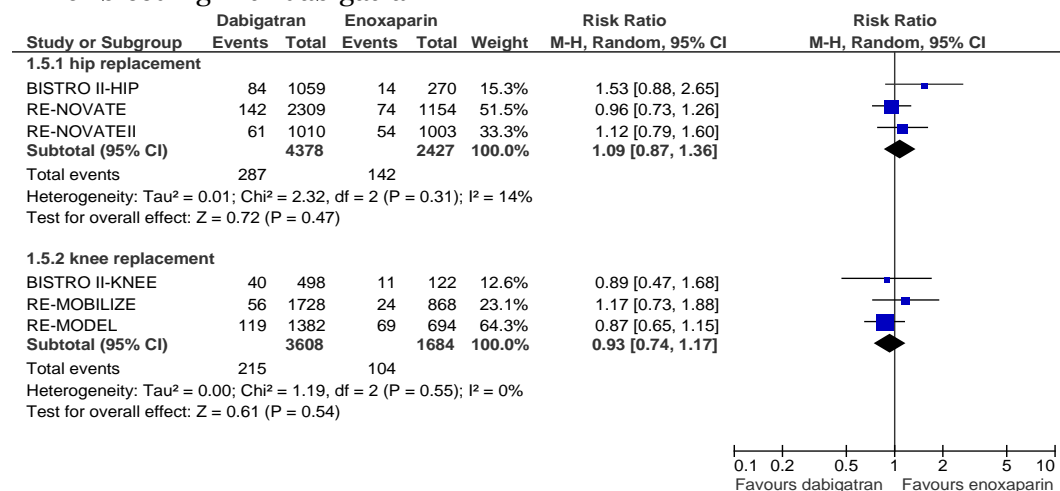 Dabigatran Enoxaparin Risk Ratio Risk Ratio
Study or Subgroup Events Total Events Total Weight M-H, Random, 95% CI M-H, Random, 95% CI
1.5.1 hip replacement
BISTRO II-HIP 84 1059 14 270 15.3% 1.53 [0.88, 2.65]
RE-NOVATE 142 2309 74 1154 51.5% 0.96 [0.73, 1.26]
RE-NOVATEII 61 1010 54 1003 33.3% 1.12 [0.79, 1.60]
Subtotal (95% CI) 4378 2427 100.0% 1.09 [0.87, 1.36]
Total events 287 142
Heterogeneity: Tau² = 0.01; Chi² = 2.32, df = 2 (P = 0.31); I² = 14%
Test for overall effect: Z = 0.72 (P = 0.47)
1.5.2 knee replacement
BISTRO II-KNEE 40 498 11 122 12.6% 0.89 [0.47, 1.68]
RE-MOBILIZE 56 1728 24 868 23.1% 1.17 [0.73, 1.88]
RE-MODEL 119 1382 69 694 64.3% 0.87 [0.65, 1.15]
Subtotal (95% CI) 3608 1684 100.0% 0.93 [0.74, 1.17]
Total events 215 104
Heterogeneity: Tau² = 0.00; Chi² = 1.19, df = 2 (P = 0.55); I² = 0%
Test for overall effect: Z = 0.61 (P = 0.54)
0.1 0.2 0.5 1 2 5 10
Favours dabigatran Favours enoxaparin